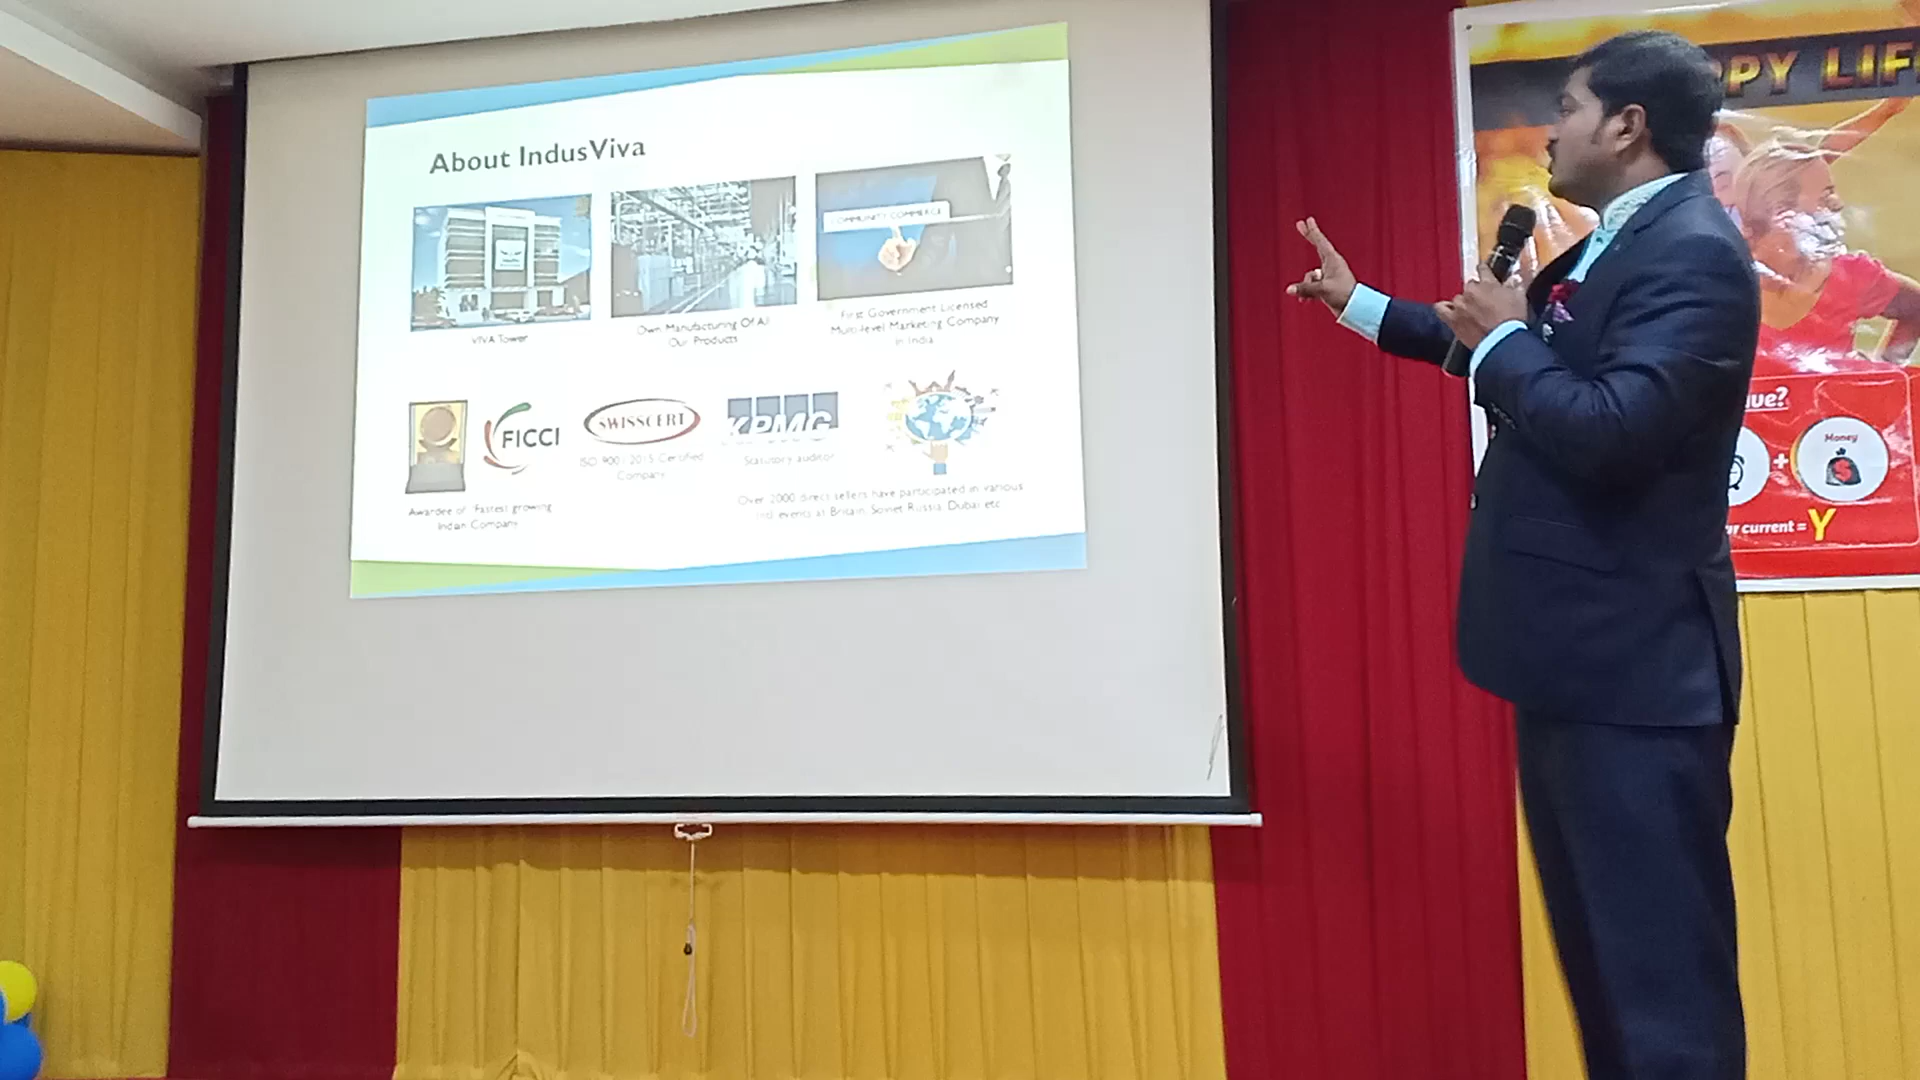 About IndusViva
COMMUNITY COMMERCE
VIVA Tower
Own Manufacturing Of All
Our Products
First Government Licensed
Multi-level Marketing Company
in India
FICCI
SWISSCERT
KPMG
Awardee of Fastest growing
Indian Company
ISO 9001 2015 Certified
Company
Statutory auditor
Over 2000 direct sellers have participated in various
events at Britain, Soviet Russia, Dubai etc
PPY LIF
ue?
Money
$
+
ur current = Y